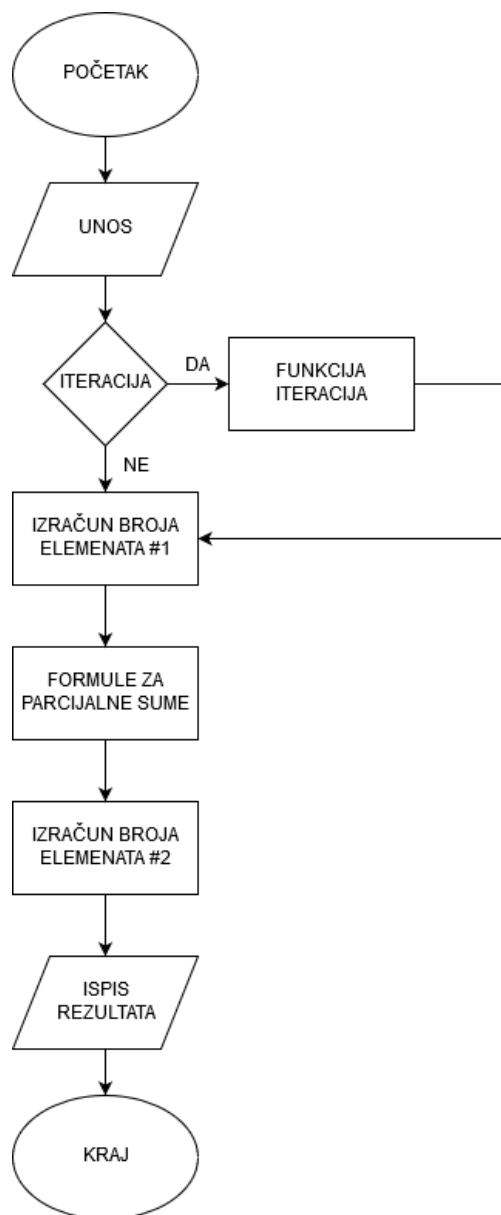 POČETAK
UNOS
ITERACIJA
DA
FUNKCIJA
ITERACIJA
NE
IZRAČUN BROJA
ELEMENATA #1
FORMULE ZA
PARCIJALNE SUME
IZRAČUN BROJA
ELEMENATA #2
ISPIS
REZULTATA
KRAJ